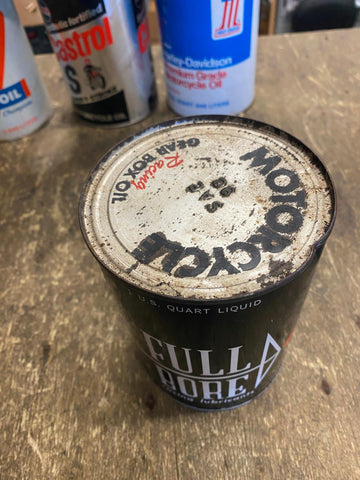 OIL
Castrol
S
Harley-Davidson
Premium Grade
Motorcycle Oil
MOTORCYCLE
SAE
Racing
GEAR BOX OIL
U.S. QUART LIQUID
FULL
BORE
racing lubricants